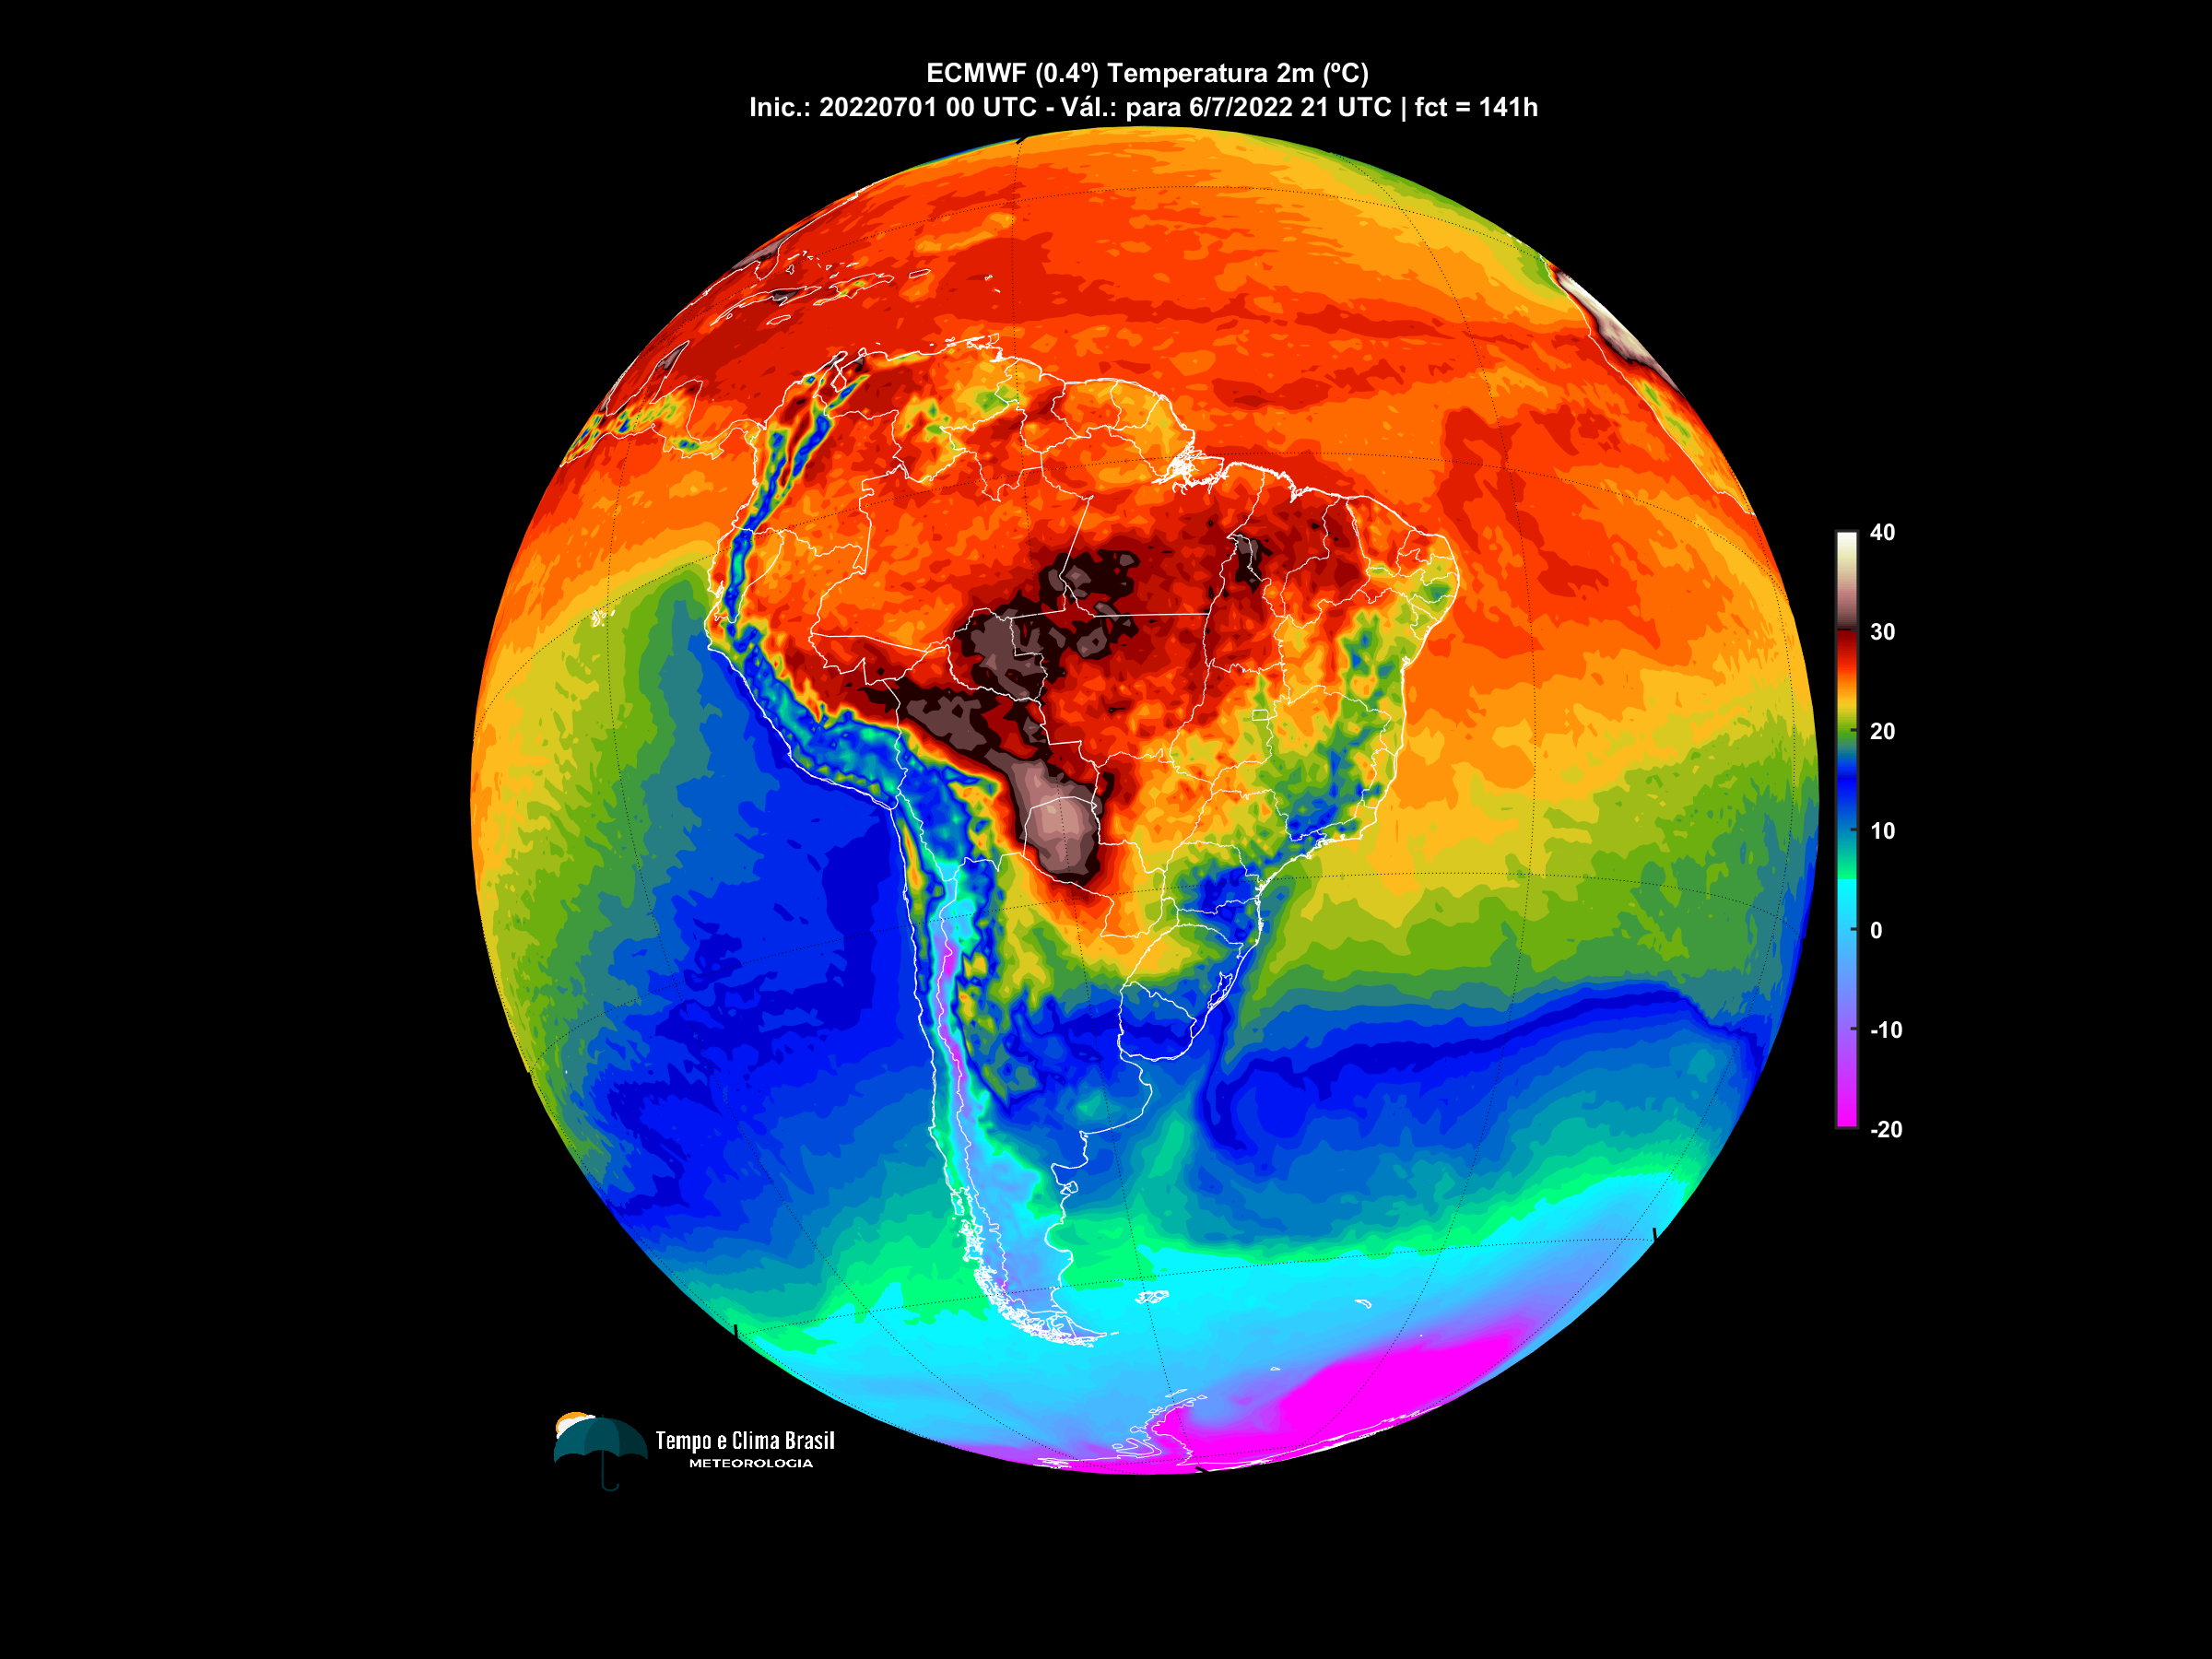 ECMWF (0.4º) Temperatura 2m (ºC)
Inic.: 20220701 00 UTC - Vál.: para 6/7/2022 21 UTC | fct = 141h
40
30
20
10
0
-10
-20
Tempo e Clima Brasil
METEOROLOGIA